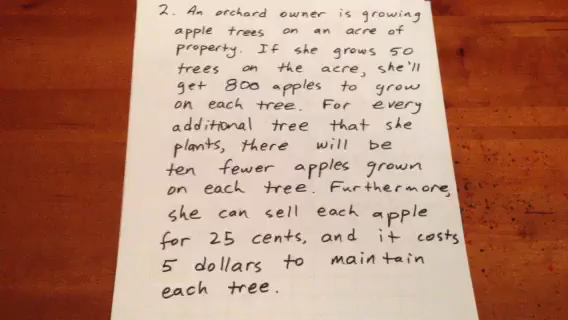 2. An orchard owner is growing
apple trees on an acre of
property. If she grows 50
trees on the acre, she'll
get 800 apples to grow
on each tree. For every
additional tree that she
plants, there will be
ten fewer apples grown
on each tree. Furthermore,
she can sell each apple
for 25 cents, and it costs
5 dollars to maintain
each tree.